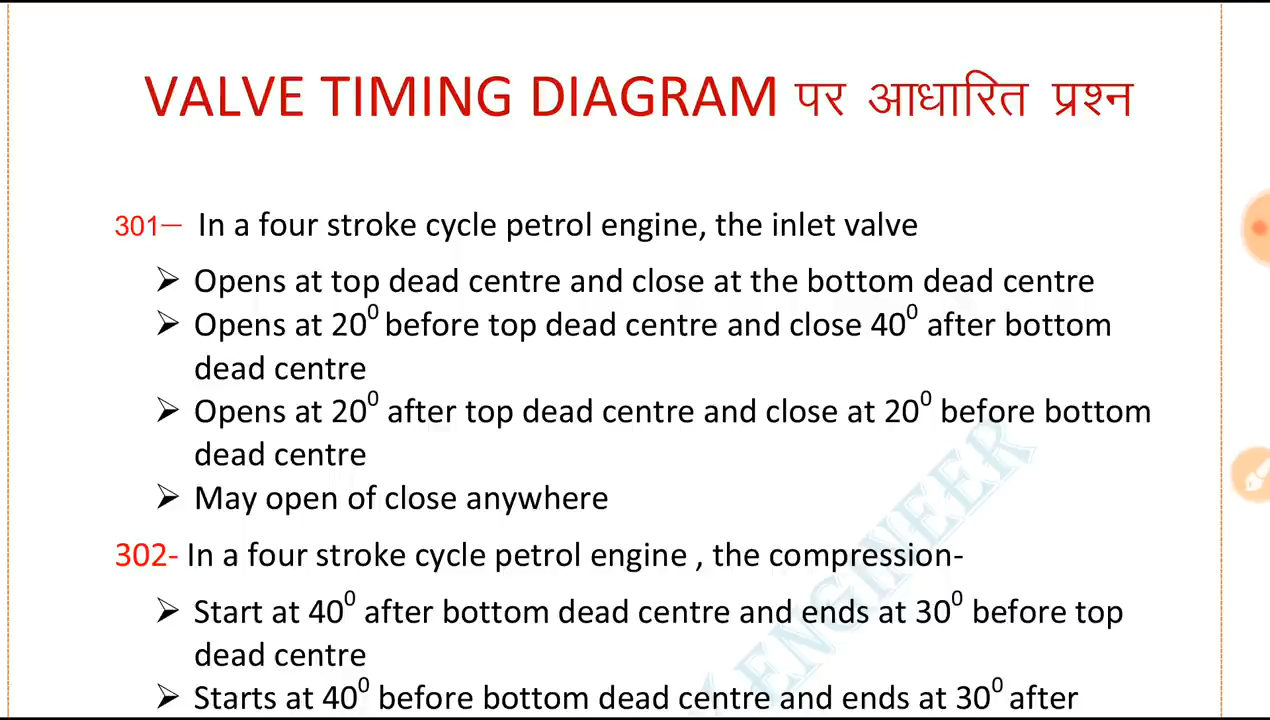 VALVE TIMING DIAGRAM पर आधारित प्रश्न
301– In a four stroke cycle petrol engine, the inlet valve
➢ Opens at top dead centre and close at the bottom dead centre
➢ Opens at 20⁰ before top dead centre and close 40⁰ after bottom
dead centre
➢ Opens at 20⁰ after top dead centre and close at 20⁰ before bottom
dead centre
➢ May open of close anywhere
302- In a four stroke cycle petrol engine , the compression-
➢ Start at 40⁰ after bottom dead centre and ends at 30⁰ before top
dead centre
➢ Starts at 40⁰ before bottom dead centre and ends at 30⁰ after
ENGINEER